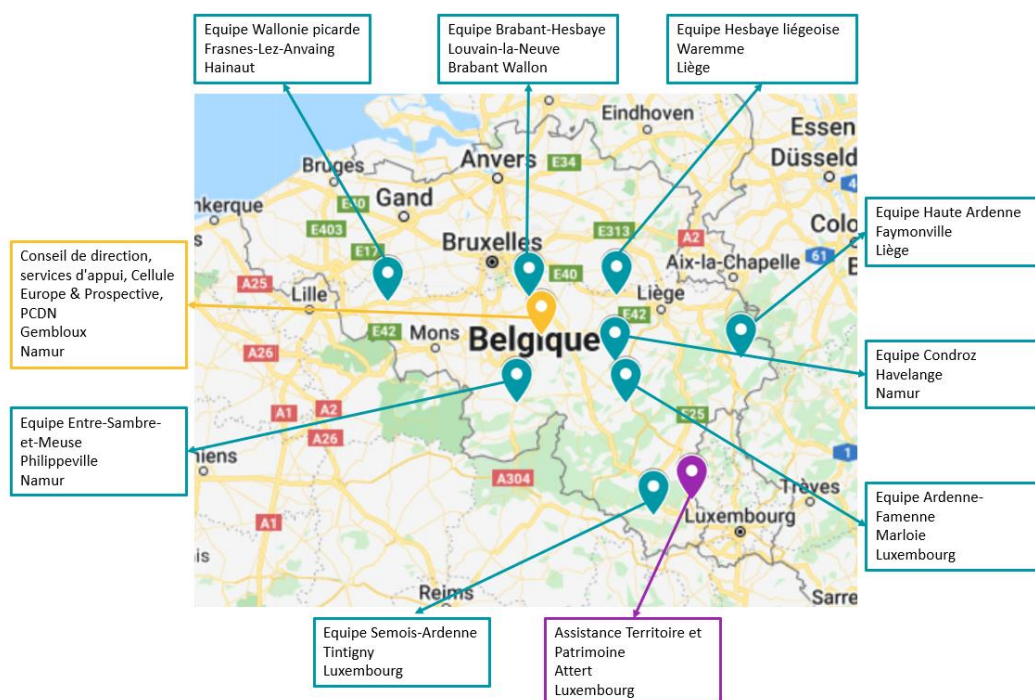 Equipe Wallonie picarde
Frasnes-Lez-Anvaing
Hainaut
Equipe Brabant-Hesbaye
Louvain-la-Neuve
Brabant Wallon
Equipe Hesbaye liégeoise
Waremme
Liège
Equipe Haute Ardenne
Faymonville
Liège
Conseil de direction,
services d'appui, Cellule
Europe & Prospective,
PCDN
Gembloux
Namur
Equipe Condroz
Havelange
Namur
Equipe Entre-Sambre-
et-Meuse
Philippeville
Namur
Equipe Ardenne-
Famenne
Marloie
Luxembourg
Equipe Semois-Ardenne
Tintigny
Luxembourg
Assistance Territoire et
Patrimoine
Attert
Luxembourg
Eindhoven
Essen
Düsseld
Bruges
Anvers
E34
4
nkerque
E40
Gand
E403
E313
Colo
E17
Bruxelles
A2
61
Aix-la-Chapelle
E40
A25
Lille
Liège
E42
E42
Mons
Belgique
A26
E25
A1
A2
A26
niens
1
A304
Trèves
A1
Luxembourg
is
Reims
Sarre